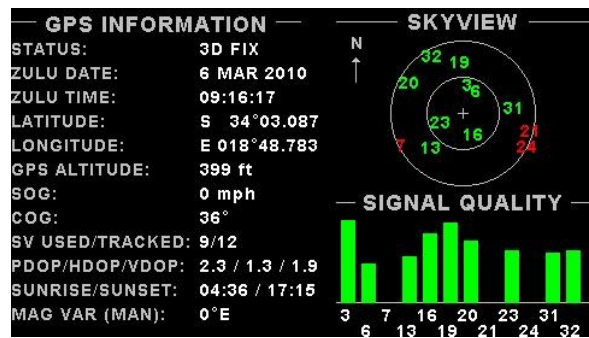 GPS INFORMATION
STATUS: 3D FIX
ZULU DATE: 6 MAR 2010
ZULU TIME: 09:16:17
LATITUDE: S 34°03.087
LONGITUDE: E 018°48.783
GPS ALTITUDE: 399 ft
SOG: 0 mph
COG: 36°
SV USED/TRACKED: 9/12
PDOP/HDOP/VDOP: 2.3 / 1.3 / 1.9
SUNRISE/SUNSET: 04:36 / 17:15
MAG VAR (MAN): 0°E
SKYVIEW
N
32 19
20 3 6
31
23 21
16
7 13 24
SIGNAL QUALITY
3 7 16 20 23 31
6 13 19 21 24 32